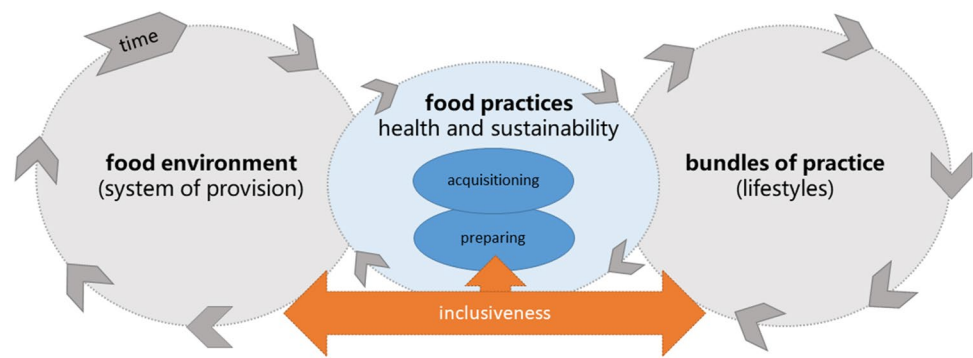 time
food environment
(system of provision)
food practices
health and sustainability
acquisitioning
preparing
bundles of practice
(lifestyles)
inclusiveness